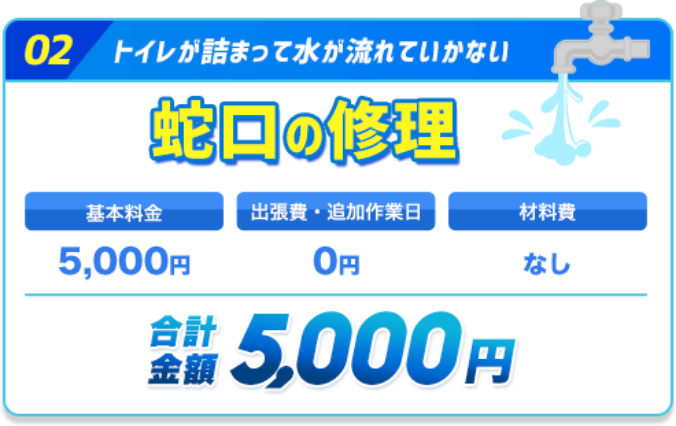 02 トイレが詰まって水が流れていかない
蛇口の修理
基本料金 出張費・追加作業日 材料費
5,000円 0円 なし
合計金額 5,000円